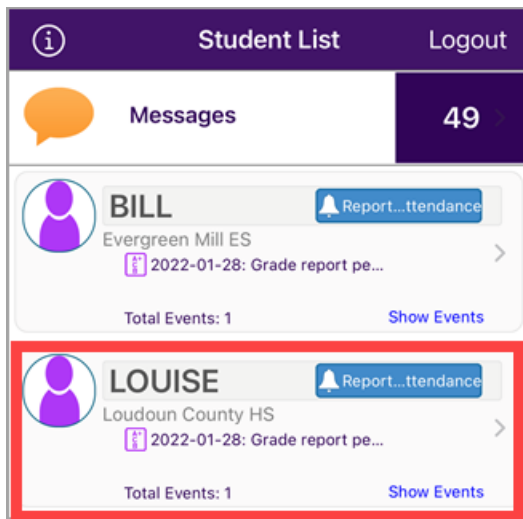 Student List Logout
Messages 49
BILL Report...ttendance
Evergreen Mill ES
2022-01-28: Grade report pe...
Total Events: 1 Show Events
LOUISE Report...ttendance
Loudoun County HS
2022-01-28: Grade report pe...
Total Events: 1 Show Events